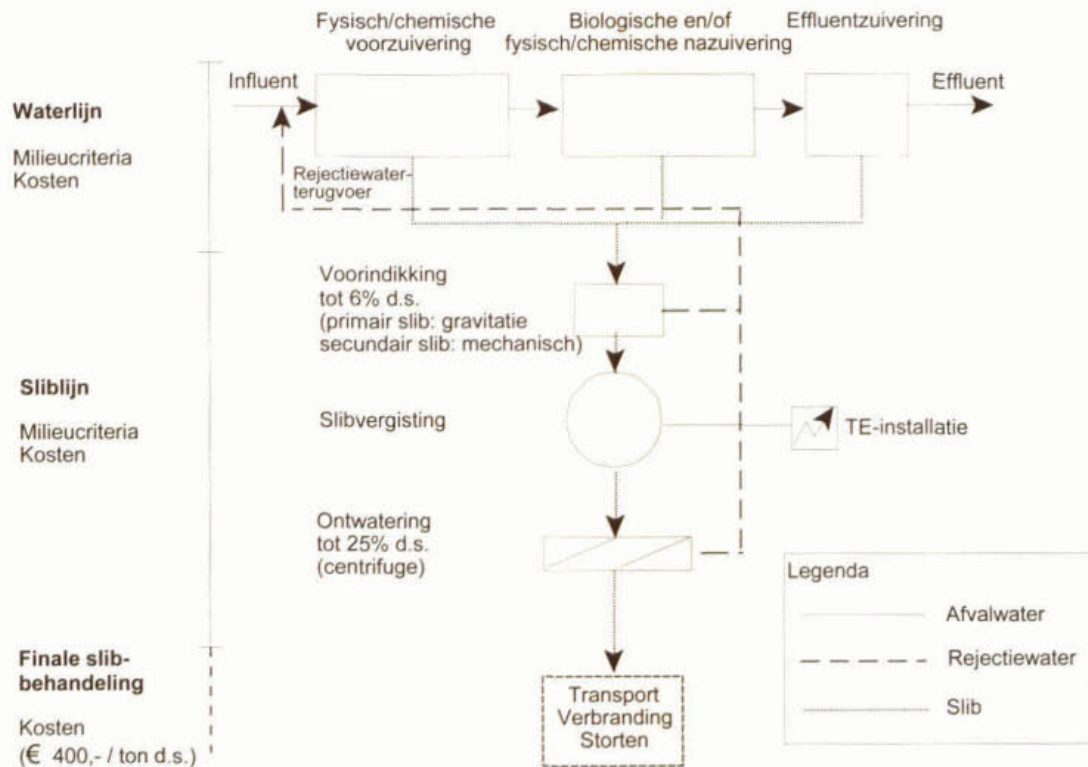 Fysisch/chemische
voorzuivering
Biologische en/of
fysisch/chemische nazuivering
Effluentzuivering
Influent
Effluent
Waterlijn
Milieucriteria
Kosten
Rejectiewater-
terugvoer
Voorindikking
tot 6% d.s.
(primair slib: gravitatie
secundair slib: mechanisch)
Sliblijn
Milieucriteria
Kosten
Slibvergisting
TE-installatie
Ontwatering
tot 25% d.s.
(centrifuge)
Legenda
Afvalwater
Rejectiewater
Slib
Finale slib-
behandeling
Kosten
(€ 400,- / ton d.s.)
Transport
Verbranding
Storten